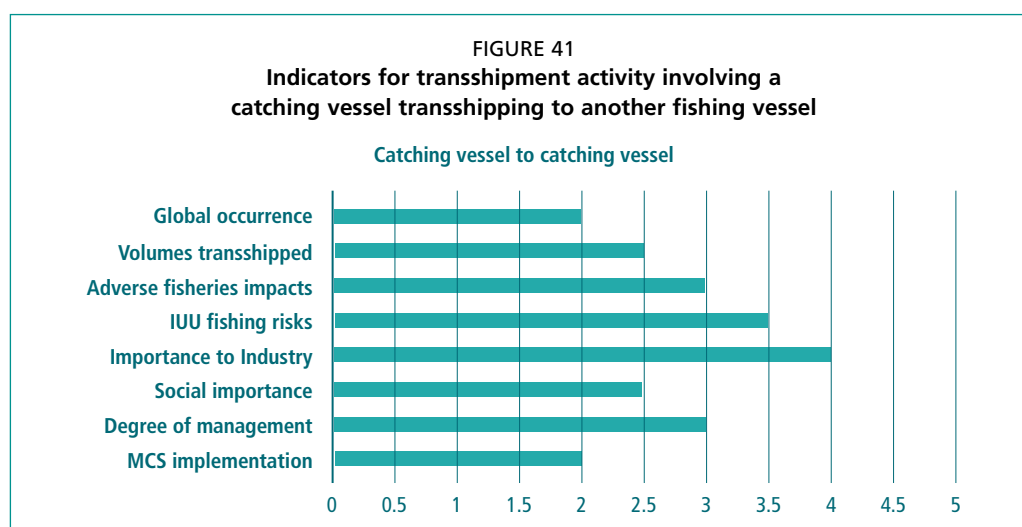 FIGURE 41
Indicators for transshipment activity involving a
catching vessel transshipping to another fishing vessel
Catching vessel to catching vessel
Global occurrence
Volumes transshipped
Adverse fisheries impacts
IUU fishing risks
Importance to Industry
Social importance
Degree of management
MCS implementation
0 0.5 1 1.5 2 2.5 3 3.5 4 4.5 5